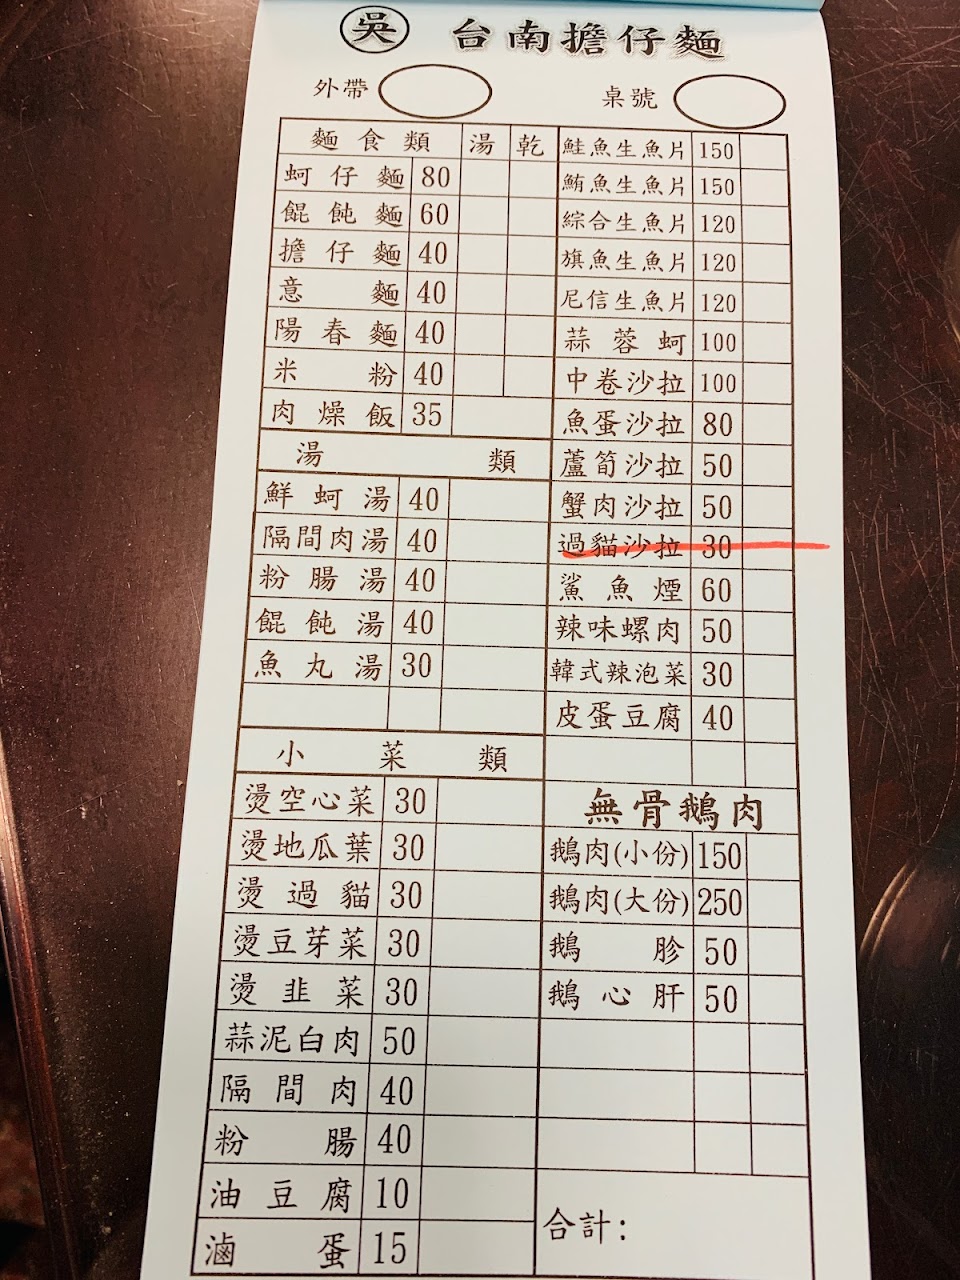 吳 台南擔仔麵
外帶 桌號
麵食類 湯 乾
蚵仔麵 80
餛飩麵 60
擔仔麵 40
意麵 40
陽春麵 40
米粉 40
肉燥飯 35
湯類
鮮蚵湯 40
隔間肉湯 40
粉腸湯 40
餛飩湯 40
魚丸湯 30
小菜類
燙空心菜 30
燙地瓜葉 30
燙過貓 30
燙豆芽菜 30
燙韭菜 30
蒜泥白肉 50
隔間肉 40
粉腸 40
油豆腐 10
滷蛋 15
鮭魚生魚片 150
鮪魚生魚片 150
綜合生魚片 120
旗魚生魚片 120
尼信生魚片 120
蒜蓉蚵 100
中卷沙拉 100
魚蛋沙拉 80
蘆筍沙拉 50
蟹肉沙拉 50
過貓沙拉 30
鯊魚煙 60
辣味螺肉 50
韓式辣泡菜 30
皮蛋豆腐 40
無骨鵝肉
鵝肉(小份) 150
鵝肉(大份) 250
鵝胗 50
鵝心肝 50
合計: